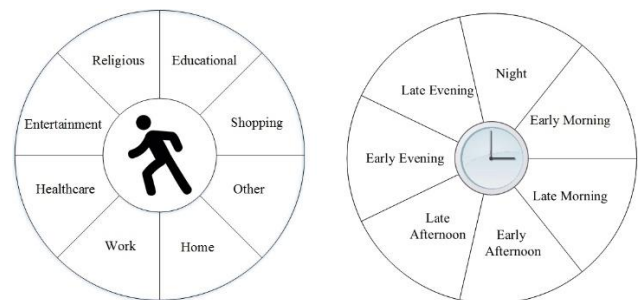 Religious
Educational
Entertainment
Shopping
Healthcare
Other
Work
Home
Night
Late Evening
Early Morning
Early Evening
Late Morning
Late
Afternoon
Early
Afternoon